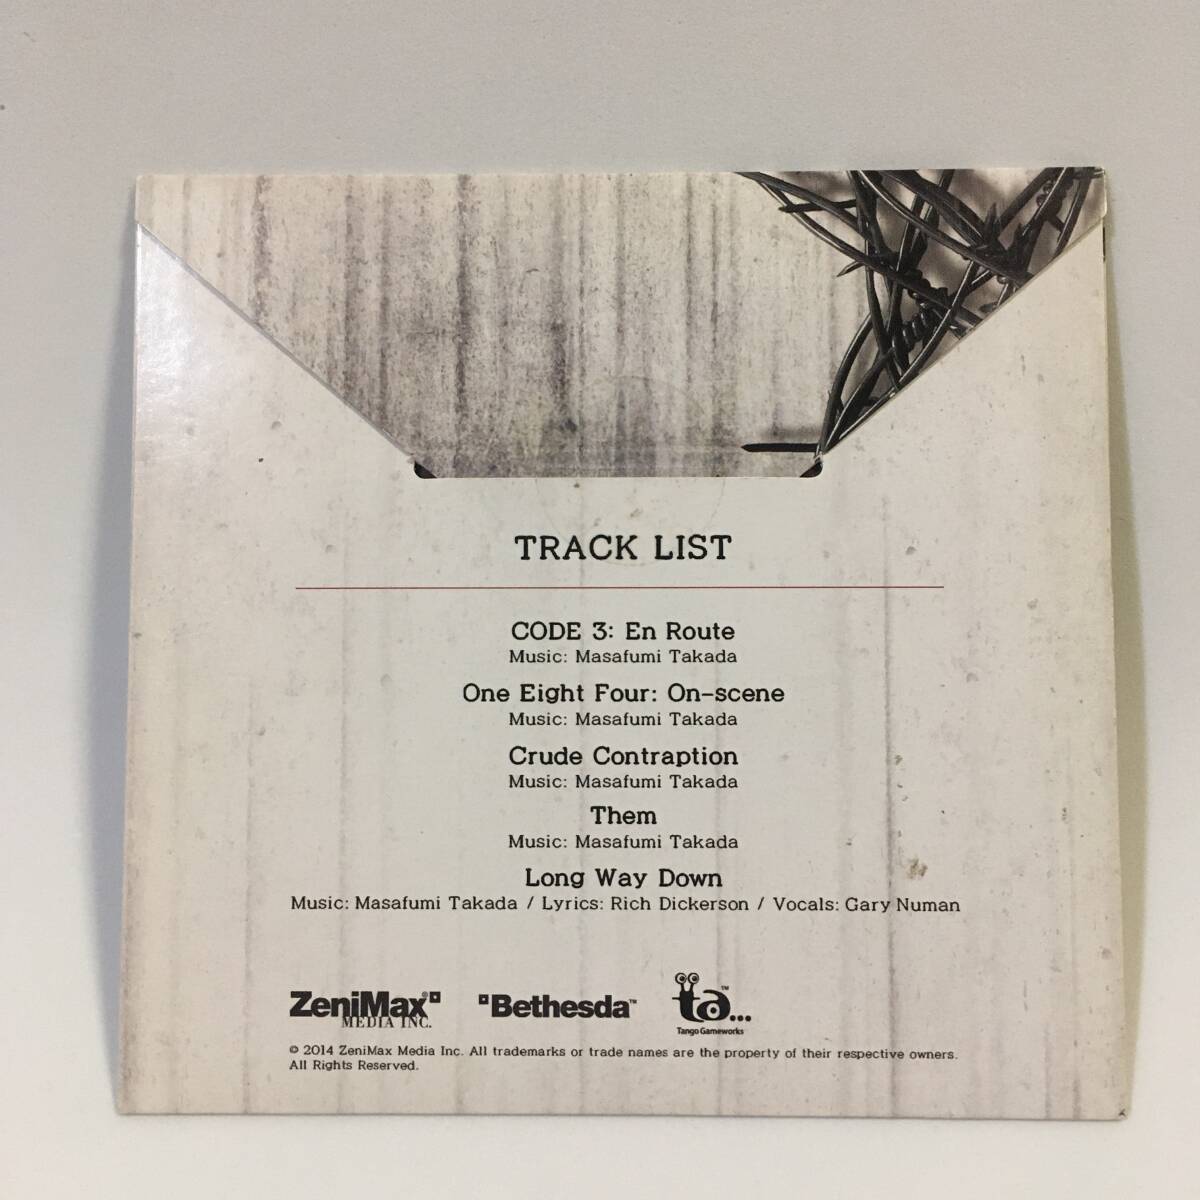 TRACK LIST
CODE 3: En Route
Music: Masafumi Takada
One Eight Four: On-scene
Music: Masafumi Takada
Crude Contraption
Music: Masafumi Takada
Them
Music: Masafumi Takada
Long Way Down
Music: Masafumi Takada / Lyrics: Rich Dickerson / Vocals: Gary Numan
ZeniMax®
MEDIA INC.
Bethesda™
ta...™
Tango Gameworks
© 2014 ZeniMax Media Inc. All trademarks or trade names are the property of their respective owners.
All Rights Reserved.